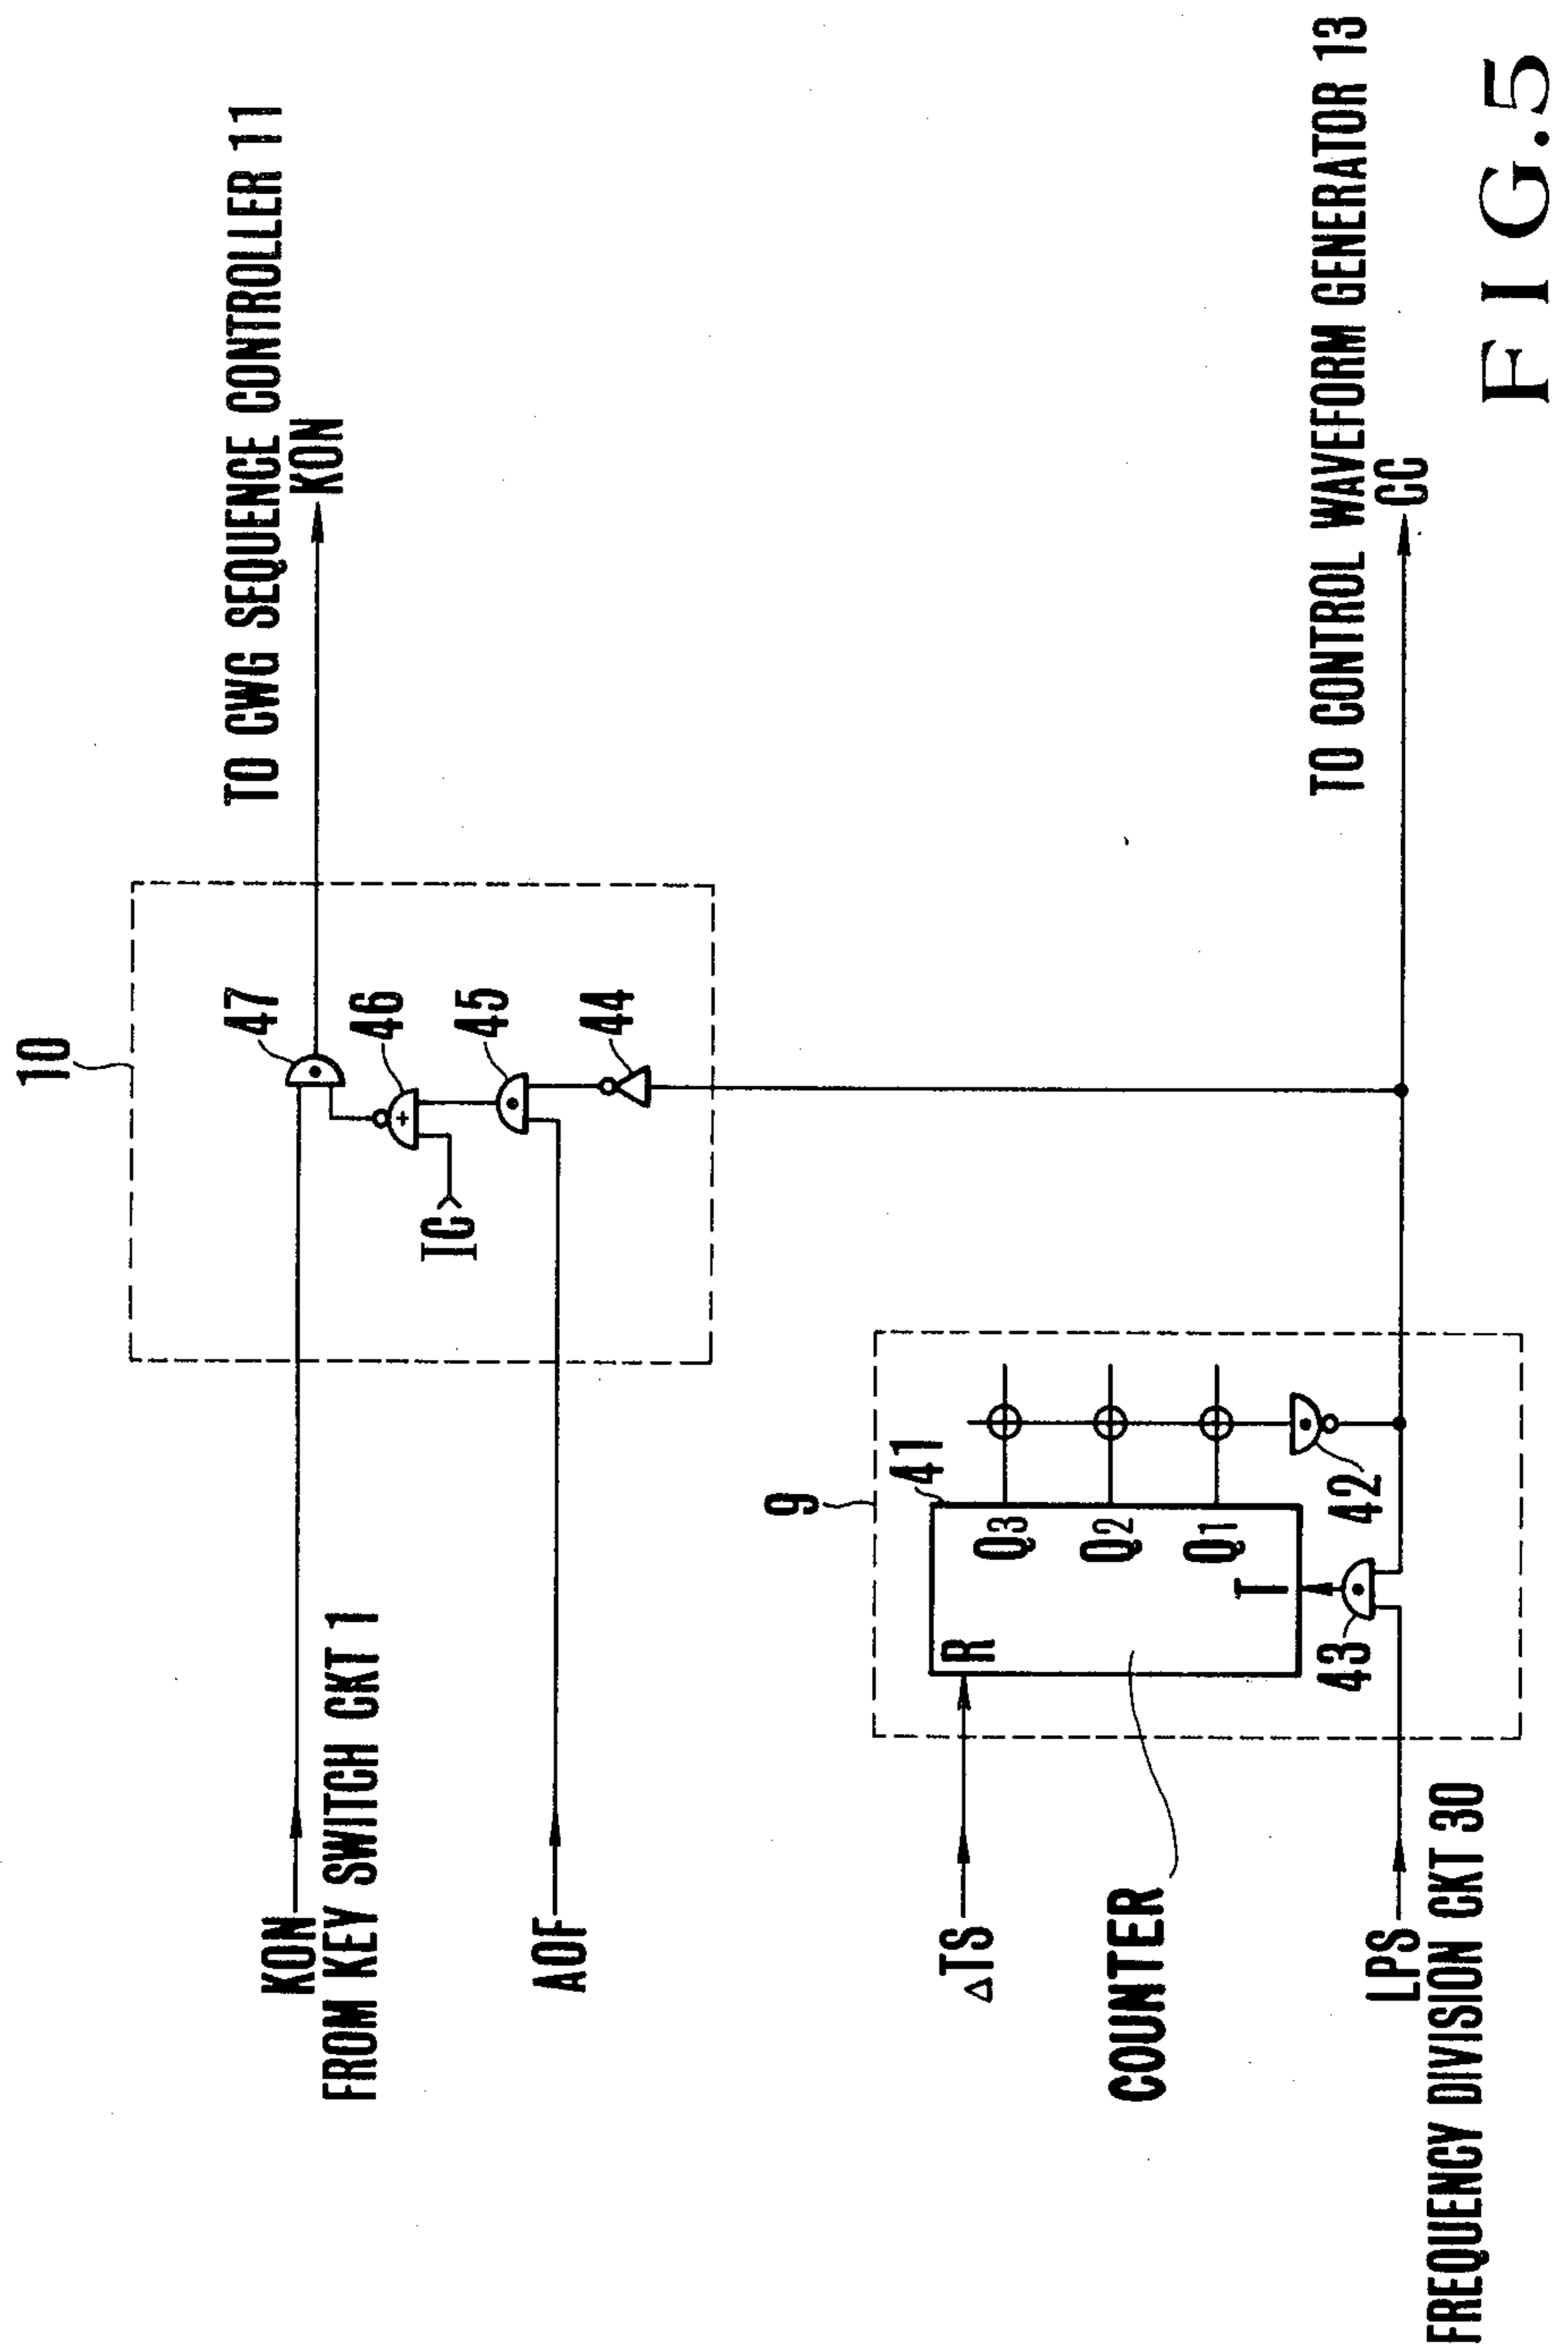 10
TO CWG SEQUENCE CONTROLLER 11
47
KON
KON
FROM KEY SWITCH CKT 1
46
IC
45
AOF
44
9
41
ΔTS
R
Q3
Q2
Q1
T
COUNTER
42
43
TO CONTROL WAVEFORM GENERATOR 13
CC
LPS
FREQUENCY DIVISION CKT 30
FIG.5